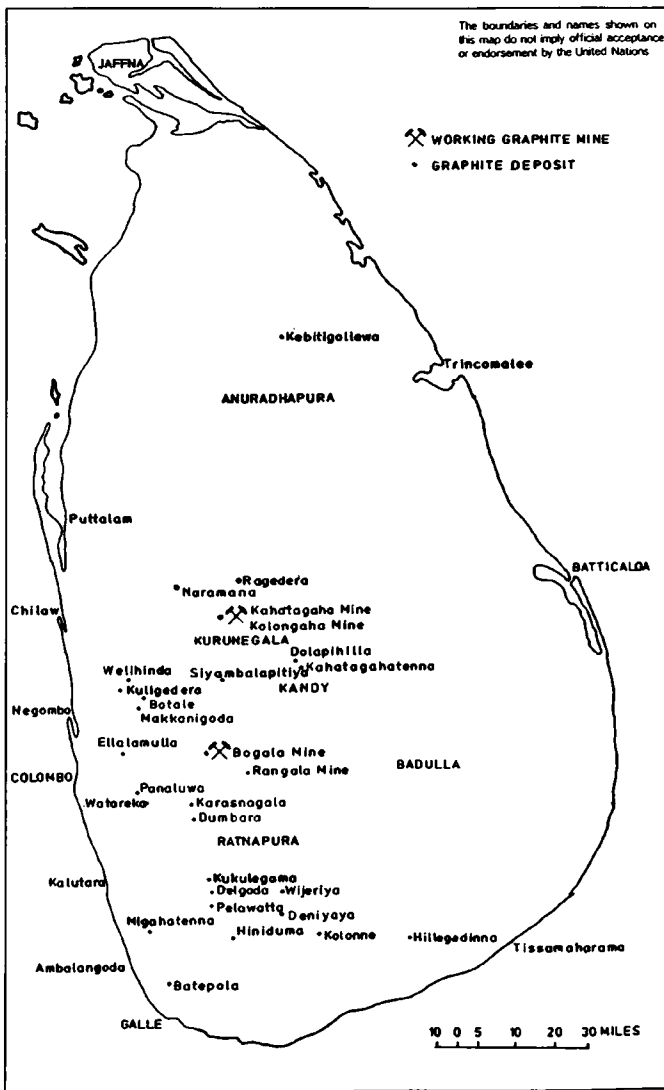 The boundaries and names shown on
this map do not imply official acceptance
or endorsement by the United Nations
JAFFNA
WORKING GRAPHITE MINE
GRAPHITE DEPOSIT
Kebitigollewa
Trincomalee
ANURADHAPURA
Puttalam
BATTICALOA
Ragedera
Naramana
Chilaw
Kahatagaha Mine
Kolongaha Mine
KURUNEGALA
Dolapihilla
Kahatagahatenna
Welihinda
Siyambalapitiya
KANDY
Kuligedera
Botale
Negombo
Makkanigoda
Ellalamulla
Bogala Mine
BADULLA
Rangala Mine
COLOMBO
Panaluwa
Watareka
Karasnagala
Dumbara
RATNAPURA
Kukulegama
Kalutara
Delgoda
Wijeriya
Pelawatta
Deniyaya
Migahatenna
Hiniduma
Kolonne
Hillegedinna
Tissamaharama
Ambalangoda
Batepola
GALLE
10 0 5 10 20 30 MILES